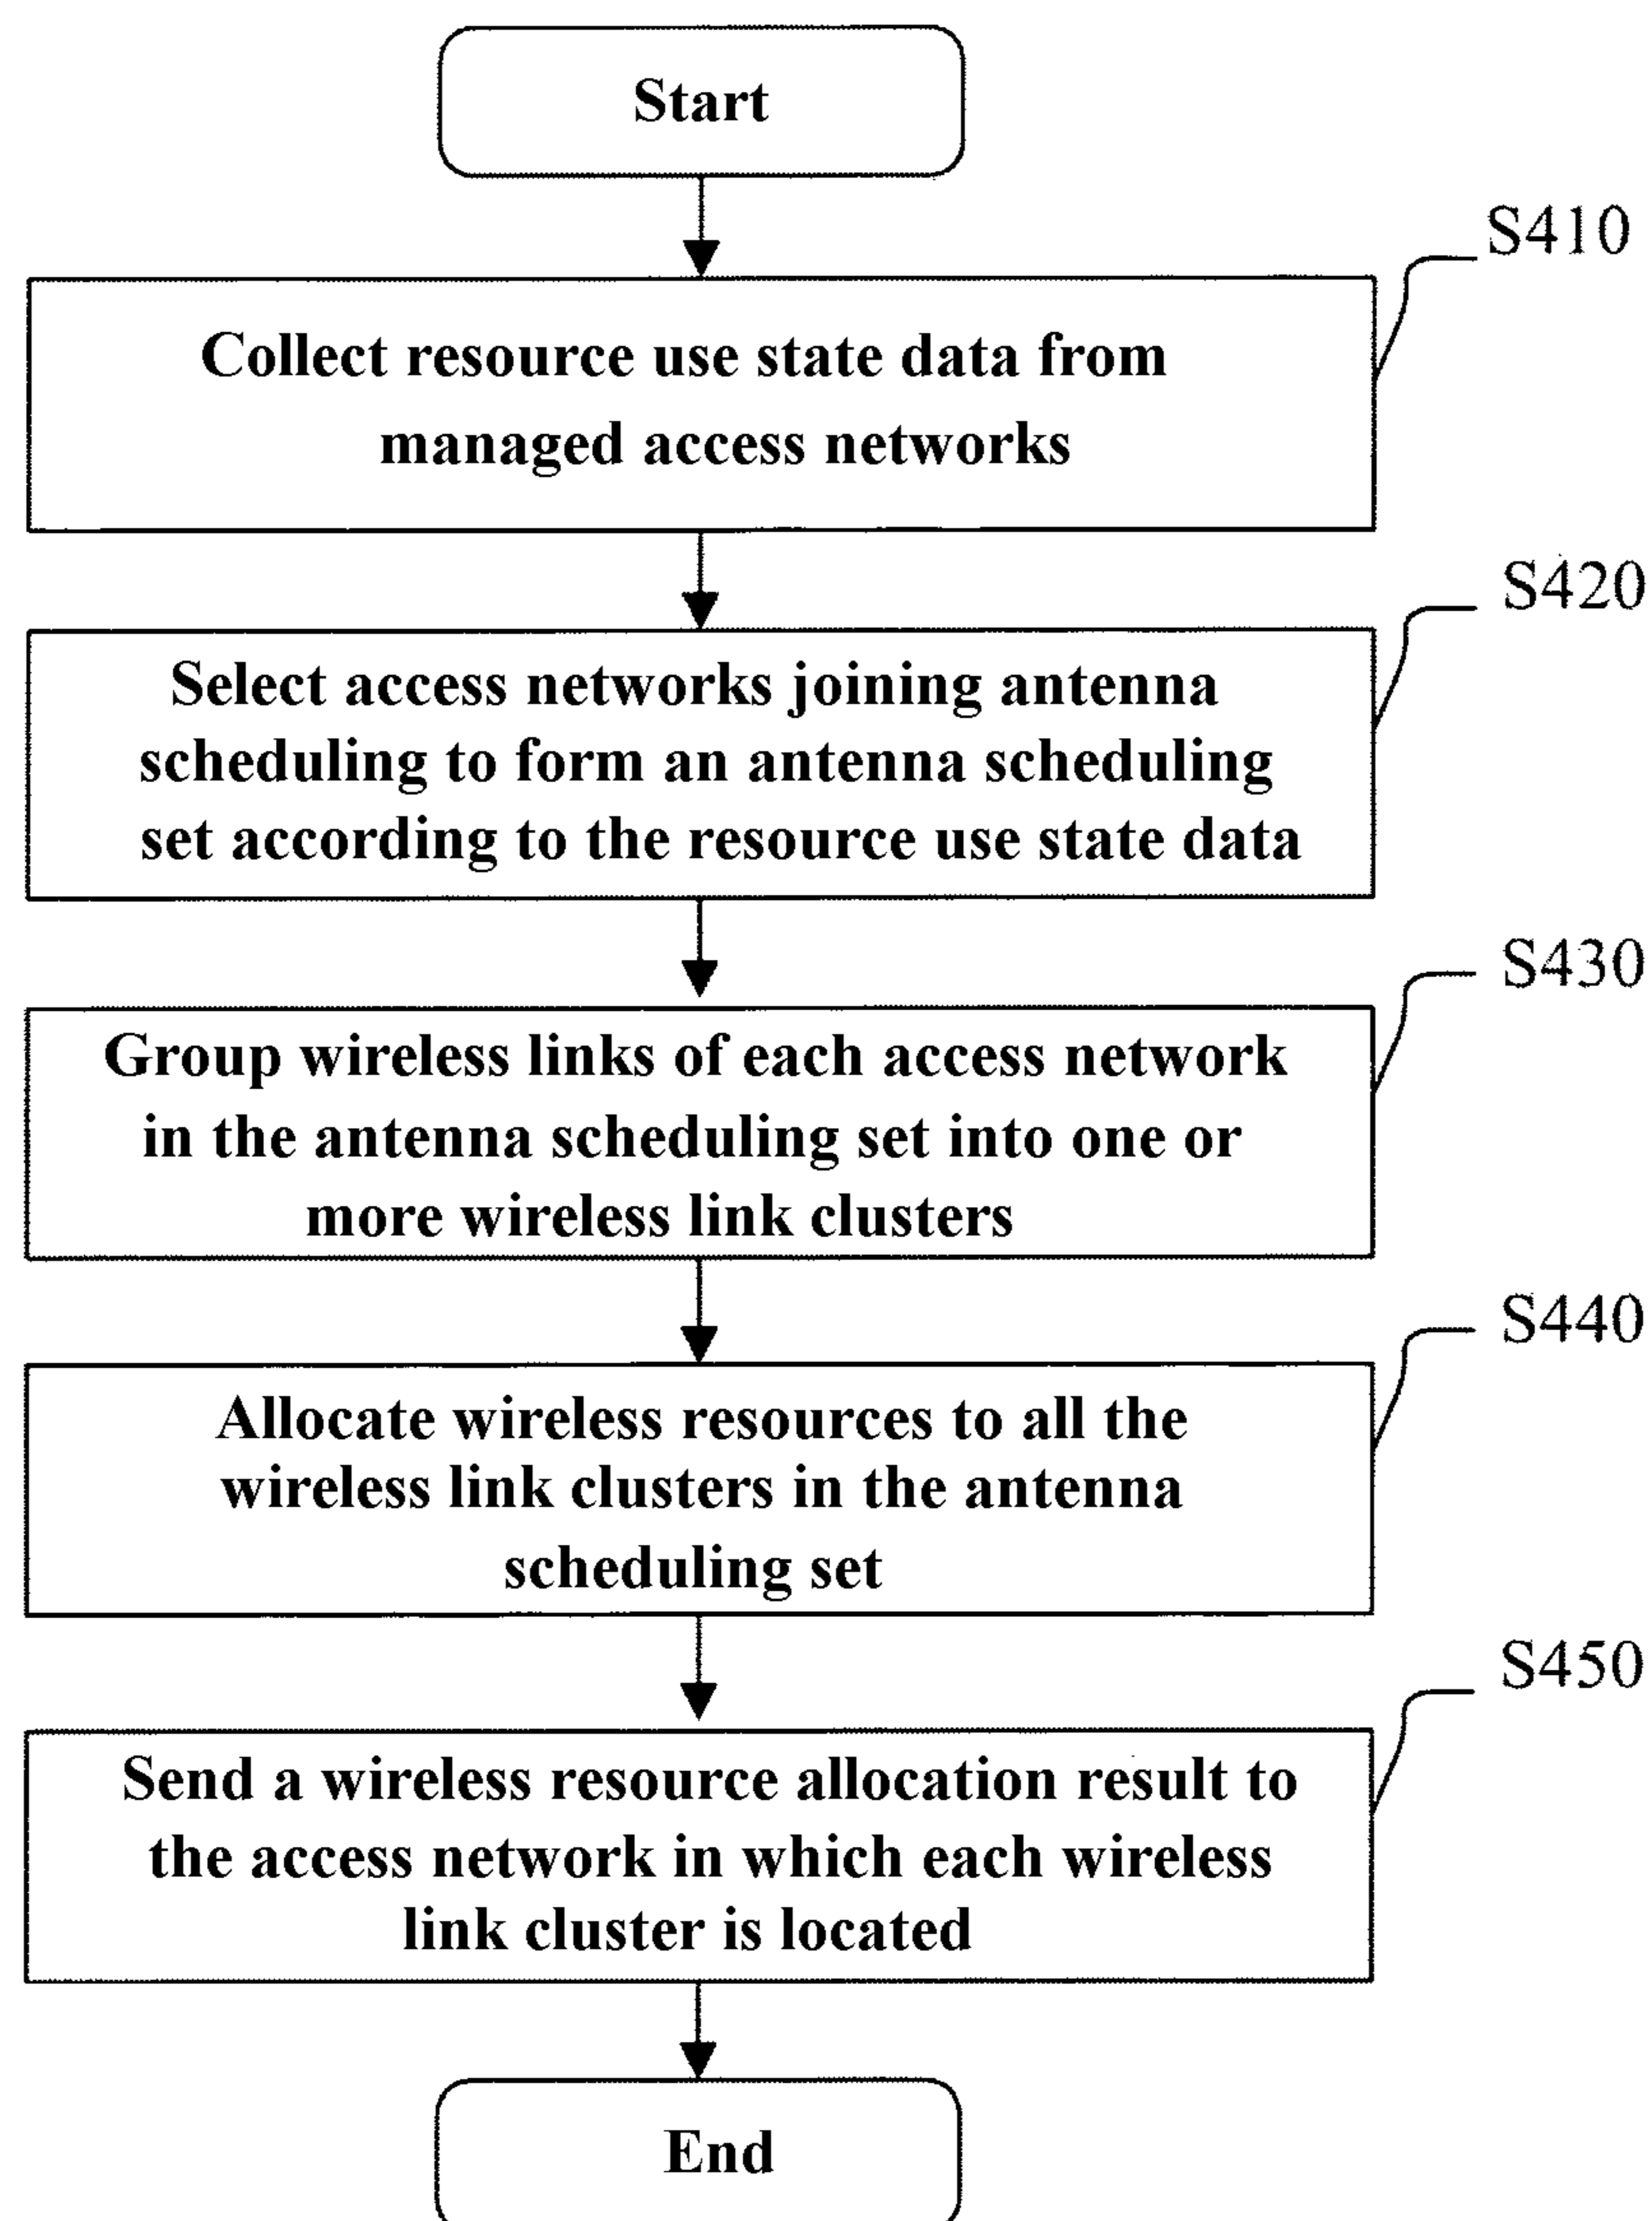 Start
S410
Collect resource use state data from
managed access networks
S420
Select access networks joining antenna
scheduling to form an antenna scheduling
set according to the resource use state data
S430
Group wireless links of each access network
in the antenna scheduling set into one or
more wireless link clusters
S440
Allocate wireless resources to all the
wireless link clusters in the antenna
scheduling set
S450
Send a wireless resource allocation result to
the access network in which each wireless
link cluster is located
End